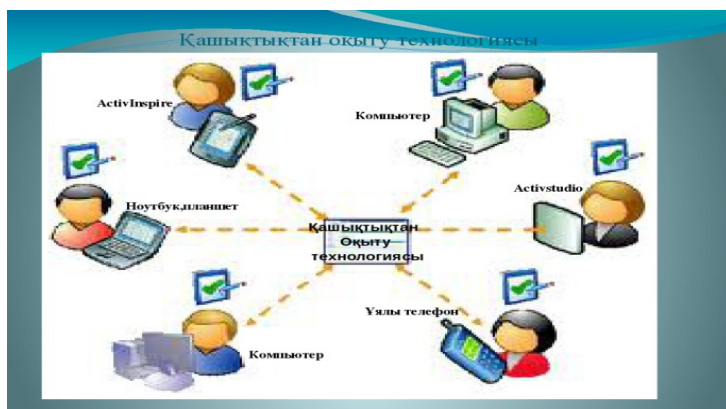 Қашықтықтан оқыту технологиясы
ActivInspire
Компьютер
Ноутбук,планшет
Activstudio
Қашықтықтан
Оқыту
технологиясы
Ұялы телефон
Компьютер